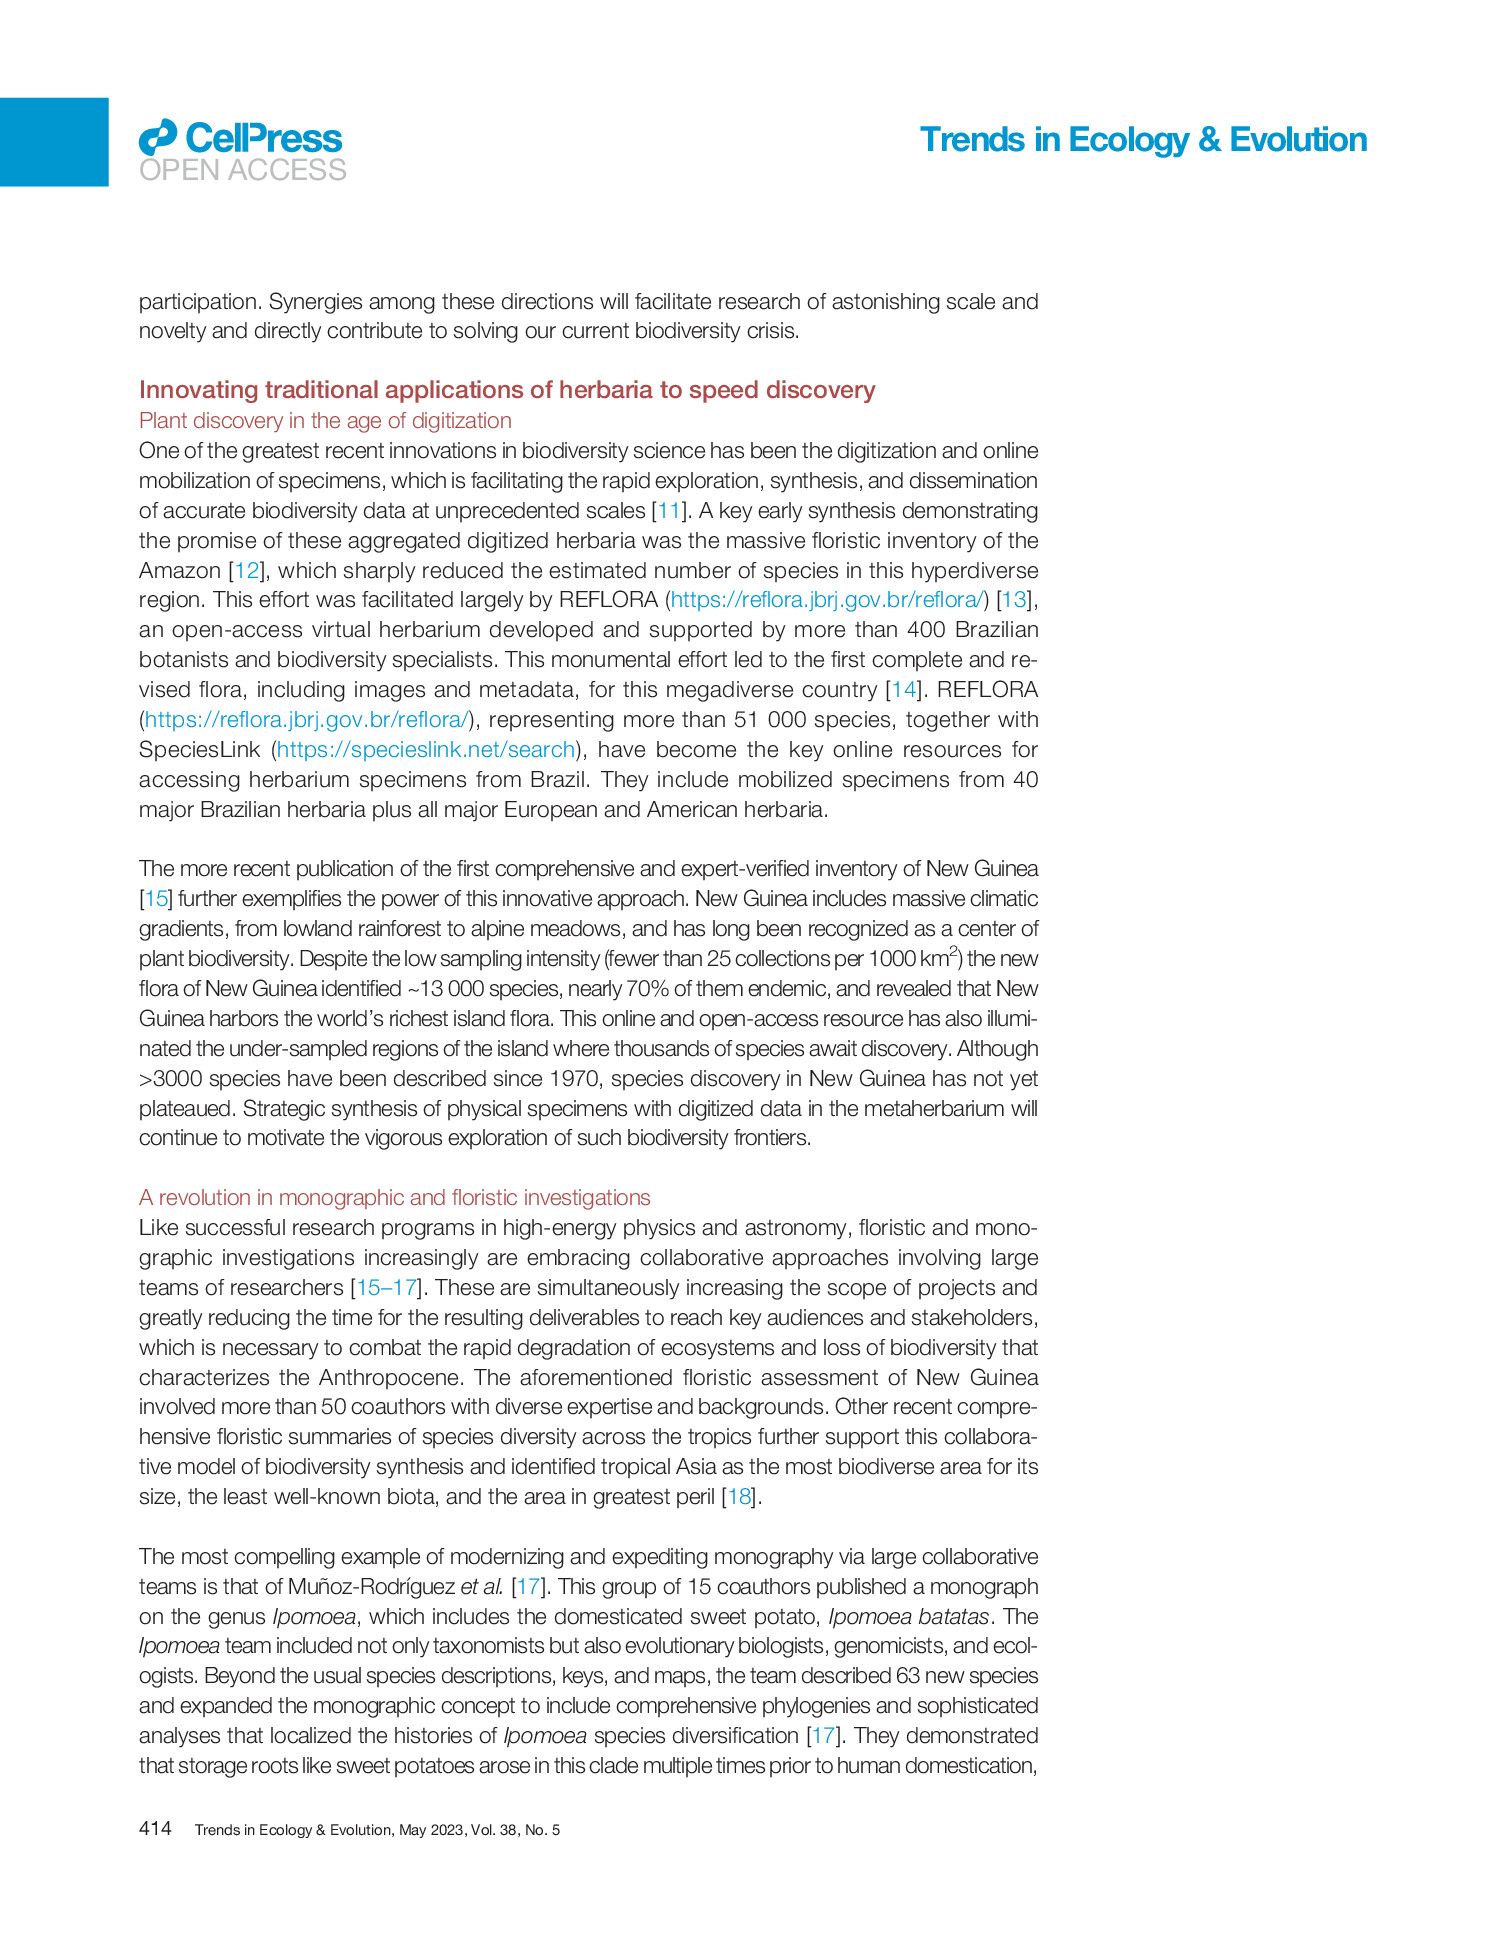 CellPress
OPEN ACCESS
Trends in Ecology & Evolution
participation. Synergies among these directions will facilitate research of astonishing scale and
novelty and directly contribute to solving our current biodiversity crisis.
Innovating traditional applications of herbaria to speed discovery
Plant discovery in the age of digitization
One of the greatest recent innovations in biodiversity science has been the digitization and online
mobilization of specimens, which is facilitating the rapid exploration, synthesis, and dissemination
of accurate biodiversity data at unprecedented scales [11]. A key early synthesis demonstrating
the promise of these aggregated digitized herbaria was the massive floristic inventory of the
Amazon [12], which sharply reduced the estimated number of species in this hyperdiverse
region. This effort was facilitated largely by REFLORA (https://reflora.jbrj.gov.br/reflora/) [13],
an open-access virtual herbarium developed and supported by more than 400 Brazilian
botanists and biodiversity specialists. This monumental effort led to the first complete and re-
vised flora, including images and metadata, for this megadiverse country [14]. REFLORA
(https://reflora.jbrj.gov.br/reflora/), representing more than 51 000 species, together with
SpeciesLink (https://specieslink.net/search), have become the key online resources for
accessing herbarium specimens from Brazil. They include mobilized specimens from 40
major Brazilian herbaria plus all major European and American herbaria.
The more recent publication of the first comprehensive and expert-verified inventory of New Guinea
[15] further exemplifies the power of this innovative approach. New Guinea includes massive climatic
gradients, from lowland rainforest to alpine meadows, and has long been recognized as a center of
plant biodiversity. Despite the low sampling intensity (fewer than 25 collections per 1000 km²) the new
flora of New Guinea identified ~13 000 species, nearly 70% of them endemic, and revealed that New
Guinea harbors the world's richest island flora. This online and open-access resource has also illumi-
nated the under-sampled regions of the island where thousands of species await discovery. Although
>3000 species have been described since 1970, species discovery in New Guinea has not yet
plateaued. Strategic synthesis of physical specimens with digitized data in the metaherbarium will
continue to motivate the vigorous exploration of such biodiversity frontiers.
A revolution in monographic and floristic investigations
Like successful research programs in high-energy physics and astronomy, floristic and mono-
graphic investigations increasingly are embracing collaborative approaches involving large
teams of researchers [15–17]. These are simultaneously increasing the scope of projects and
greatly reducing the time for the resulting deliverables to reach key audiences and stakeholders,
which is necessary to combat the rapid degradation of ecosystems and loss of biodiversity that
characterizes the Anthropocene. The aforementioned floristic assessment of New Guinea
involved more than 50 coauthors with diverse expertise and backgrounds. Other recent compre-
hensive floristic summaries of species diversity across the tropics further support this collabora-
tive model of biodiversity synthesis and identified tropical Asia as the most biodiverse area for its
size, the least well-known biota, and the area in greatest peril [18].
The most compelling example of modernizing and expediting monography via large collaborative
teams is that of Muñoz-Rodríguez et al. [17]. This group of 15 coauthors published a monograph
on the genus Ipomoea, which includes the domesticated sweet potato, Ipomoea batatas. The
Ipomoea team included not only taxonomists but also evolutionary biologists, genomicists, and ecol-
ogists. Beyond the usual species descriptions, keys, and maps, the team described 63 new species
and expanded the monographic concept to include comprehensive phylogenies and sophisticated
analyses that localized the histories of Ipomoea species diversification [17]. They demonstrated
that storage roots like sweet potatoes arose in this clade multiple times prior to human domestication,
414 Trends in Ecology & Evolution, May 2023, Vol. 38, No. 5